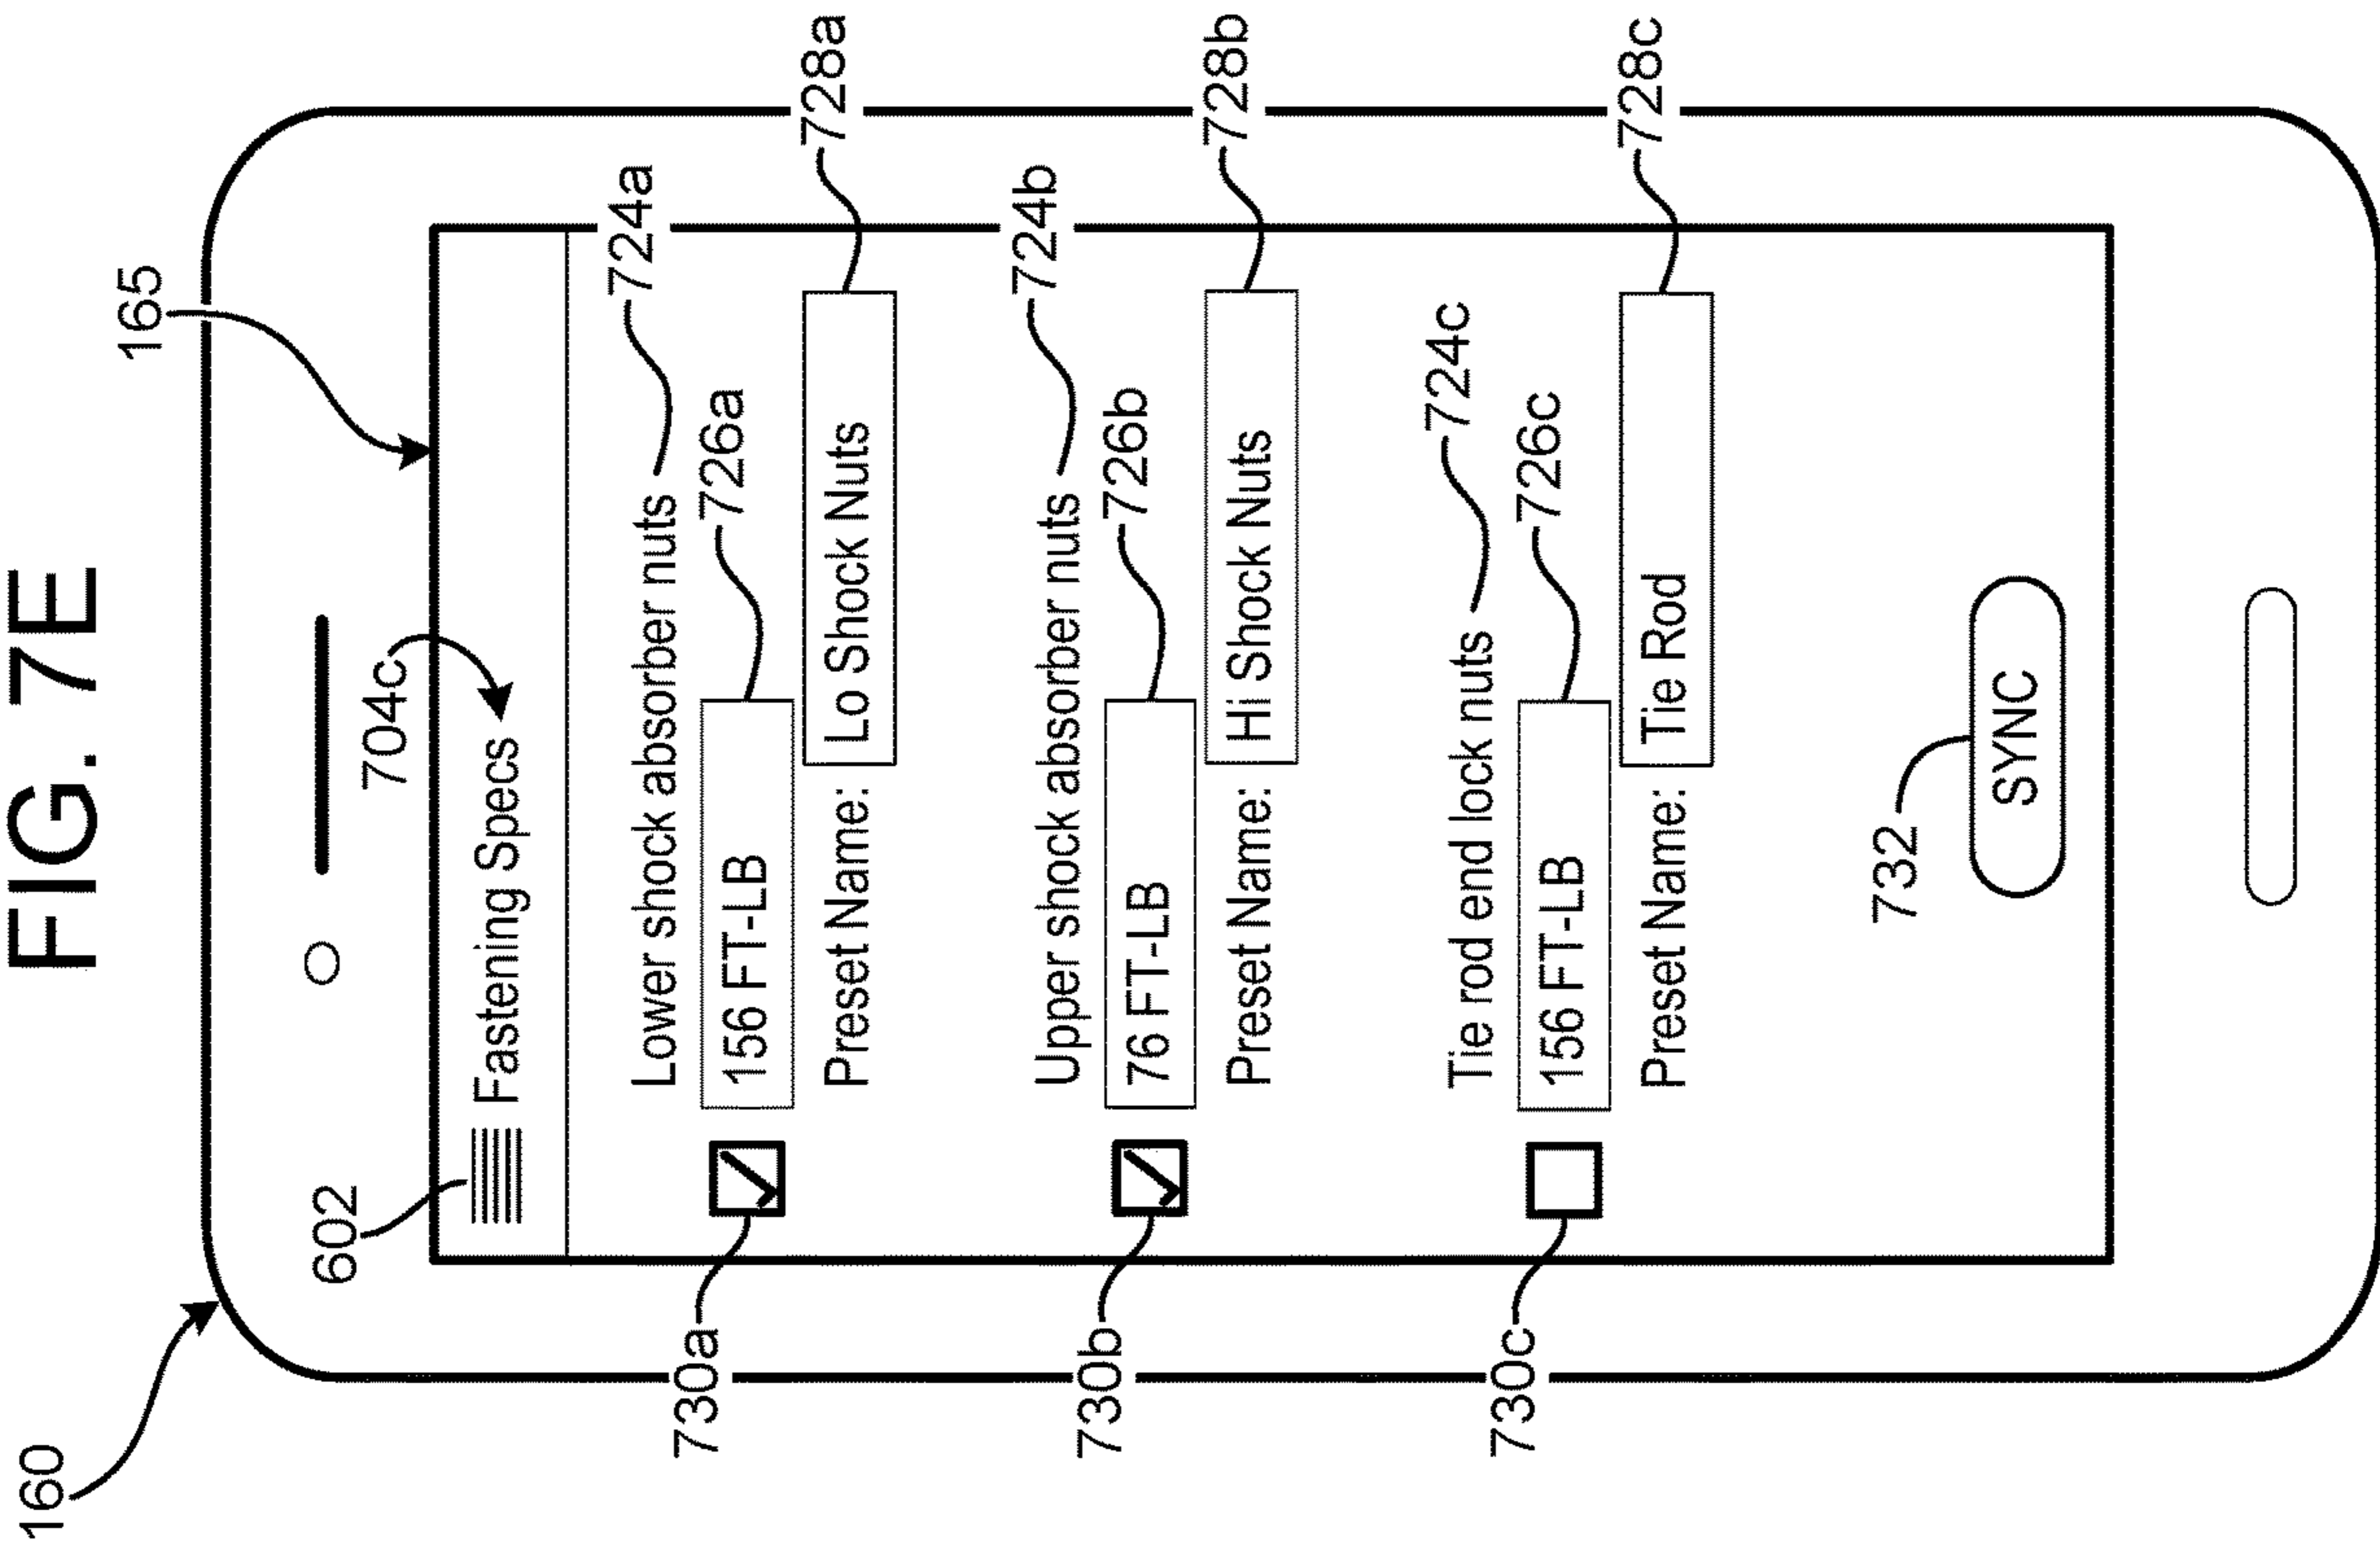 FIG. 7E
160
165
602
704c
Fastening Specs
Lower shock absorber nuts
724a
730a
156 FT-LB
726a
Preset Name:
Lo Shock Nuts
728a
Upper shock absorber nuts
724b
730b
76 FT-LB
726b
Preset Name:
Hi Shock Nuts
728b
Tie rod end lock nuts
724c
730c
156 FT-LB
726c
Preset Name:
Tie Rod
728c
732
SYNC